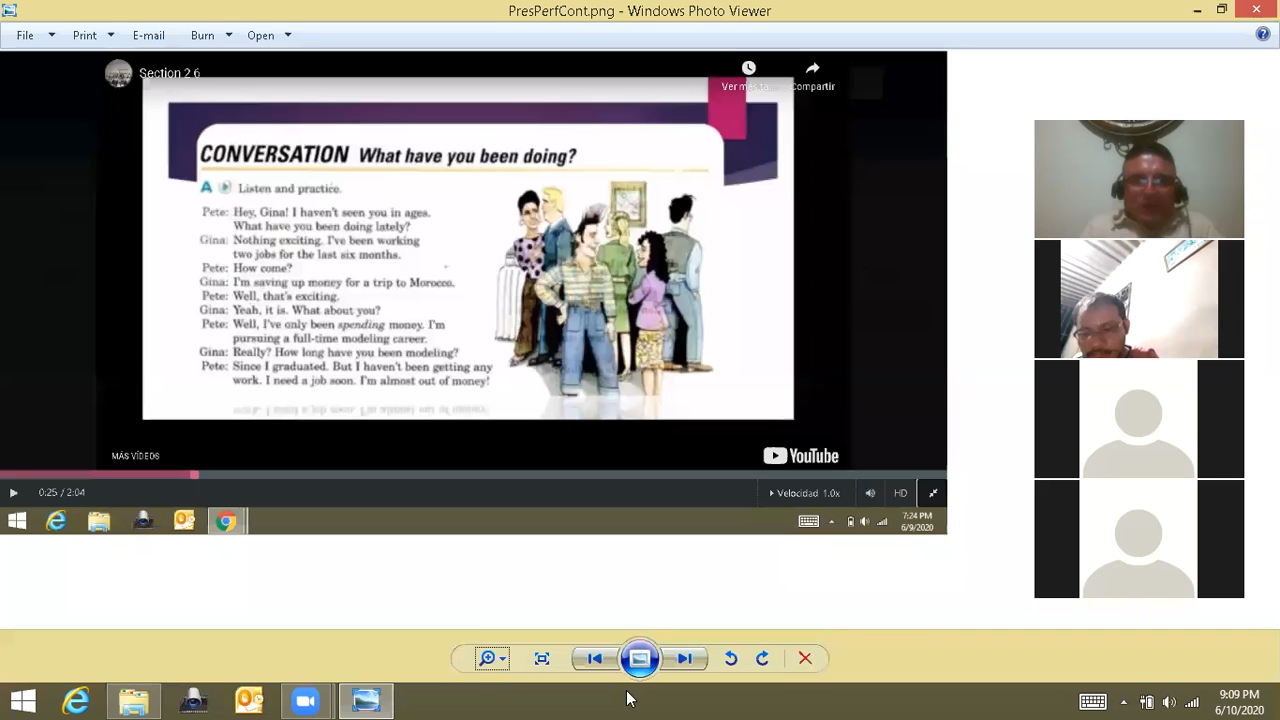 PresPerfCont.png - Windows Photo Viewer
File Print E-mail Burn Open
Section 2 6
Compartir
CONVERSATION What have you been doing?
A Listen and practice.
Pete: Hey, Gina! I haven't seen you in ages.
What have you been doing lately?
Gina: Nothing exciting. I've been working
two jobs for the last six months.
Pete: How come?
Gina: I'm saving up money for a trip to Morocco.
Pete: Well, that's exciting.
Gina: Yeah, it is. What about you?
Pete: Well, I've only been spending money. I'm
pursuing a full-time modeling career.
Gina: Really? How long have you been modeling?
Pete: Since I graduated. But I haven't been getting any
work. I need a job soon. I'm almost out of money!
MÁS VÍDEOS
YouTube
0:25 / 2:04
Velocidad 1.0x
HD
7:24 PM
6/9/2020
9:09 PM
6/10/2020